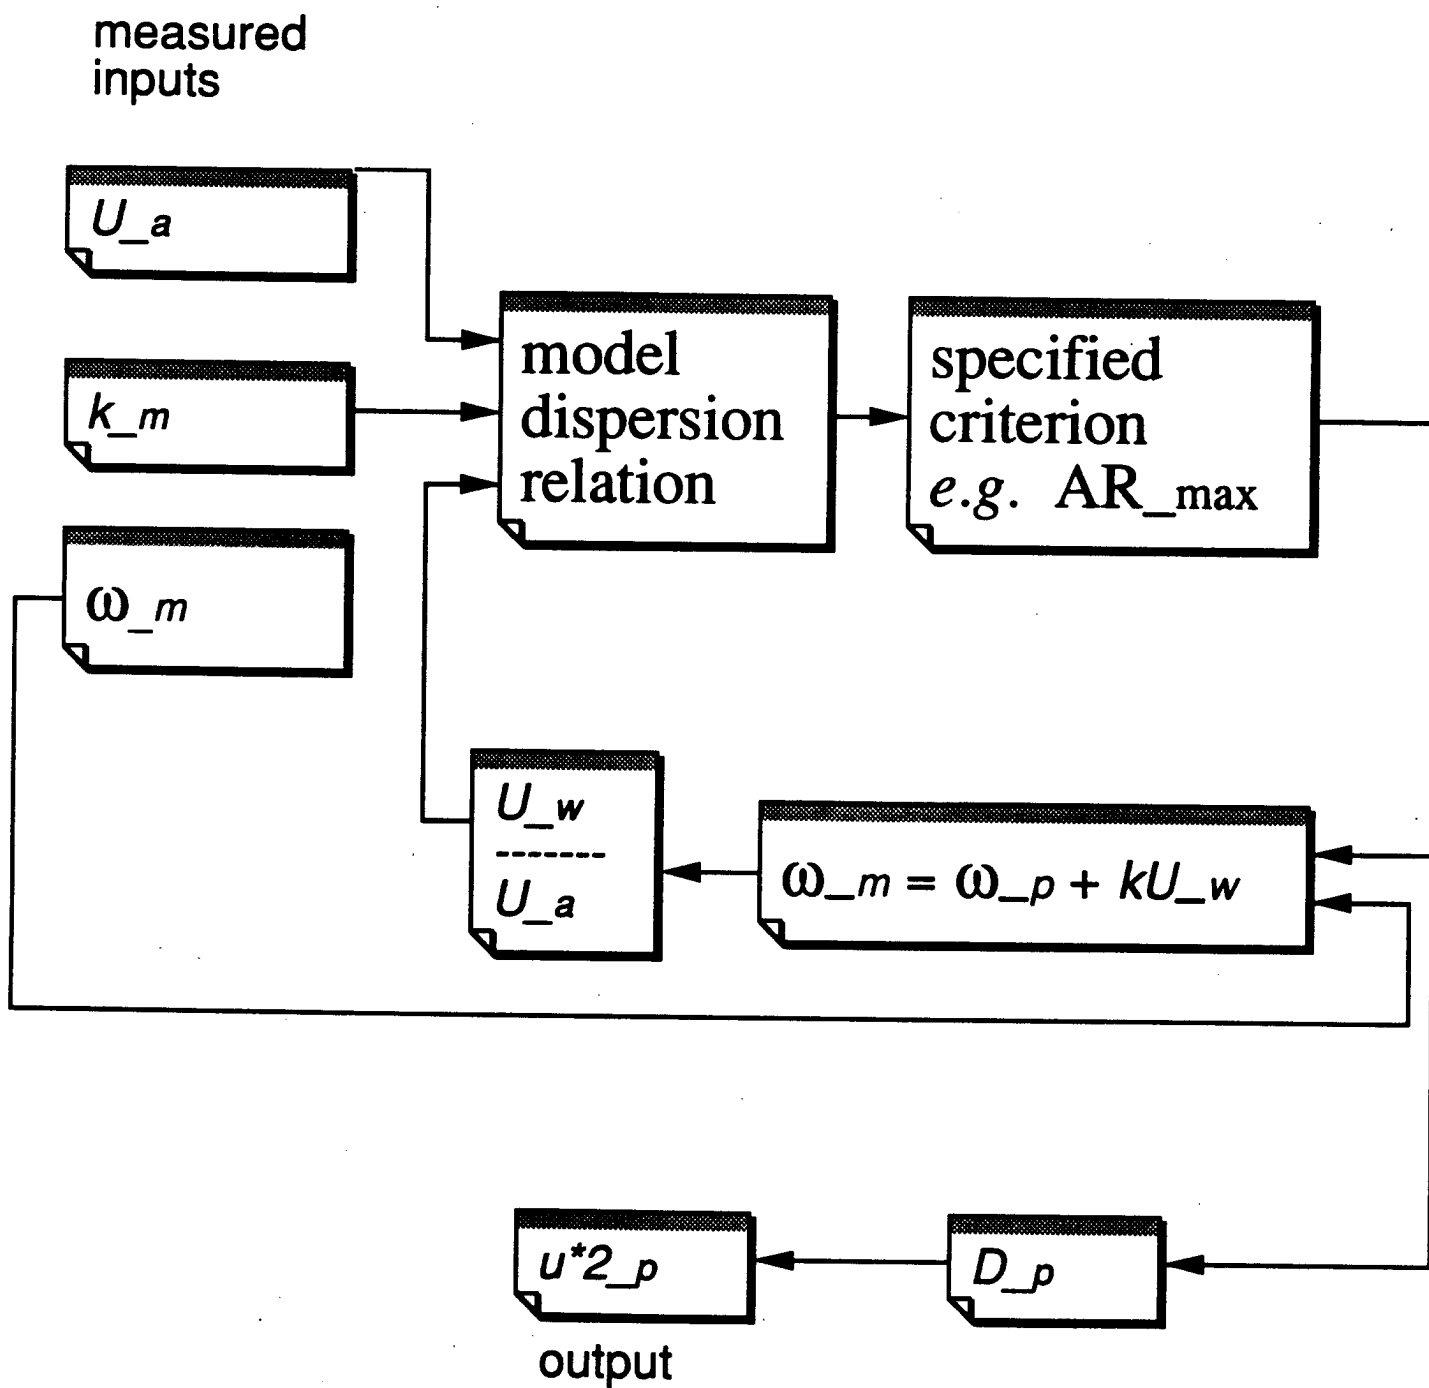 measured
inputs
U_a
k_m
ω_m
model
dispersion
relation
specified
criterion
e.g. AR_max
U_w
-------
U_a
ω_m = ω_p + kU_w
u*2_p
D_p
output